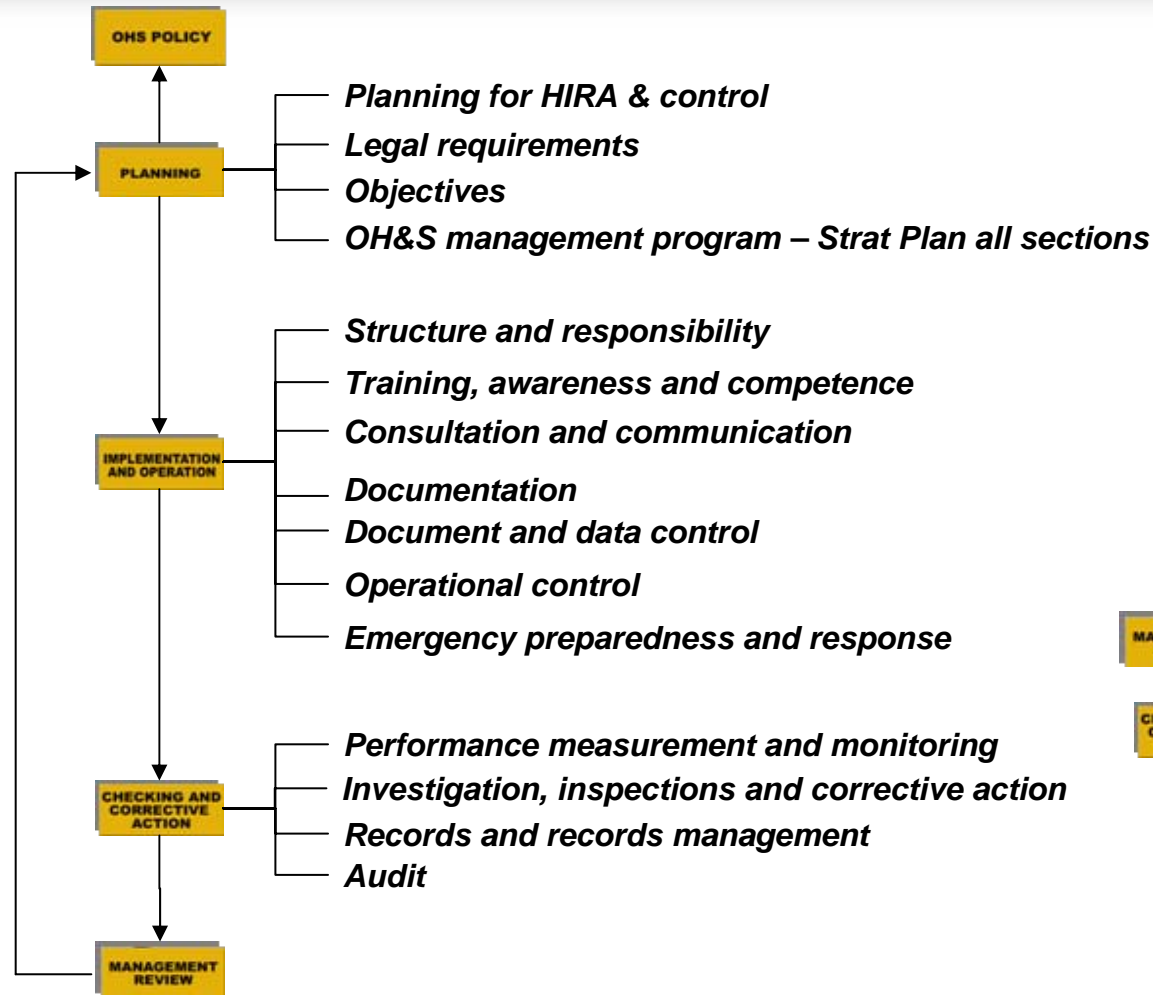 OHS POLICY
Planning for HIRA & control
Legal requirements
PLANNING
Objectives
OH&S management program – Strat Plan all sections
Structure and responsibility
Training, awareness and competence
Consultation and communication
IMPLEMENTATION
AND OPERATION
Documentation
Document and data control
Operational control
Emergency preparedness and response
Performance measurement and monitoring
Investigation, inspections and corrective action
CHECKING AND
CORRECTIVE
ACTION
Records and records management
Audit
MANAGEMENT
REVIEW